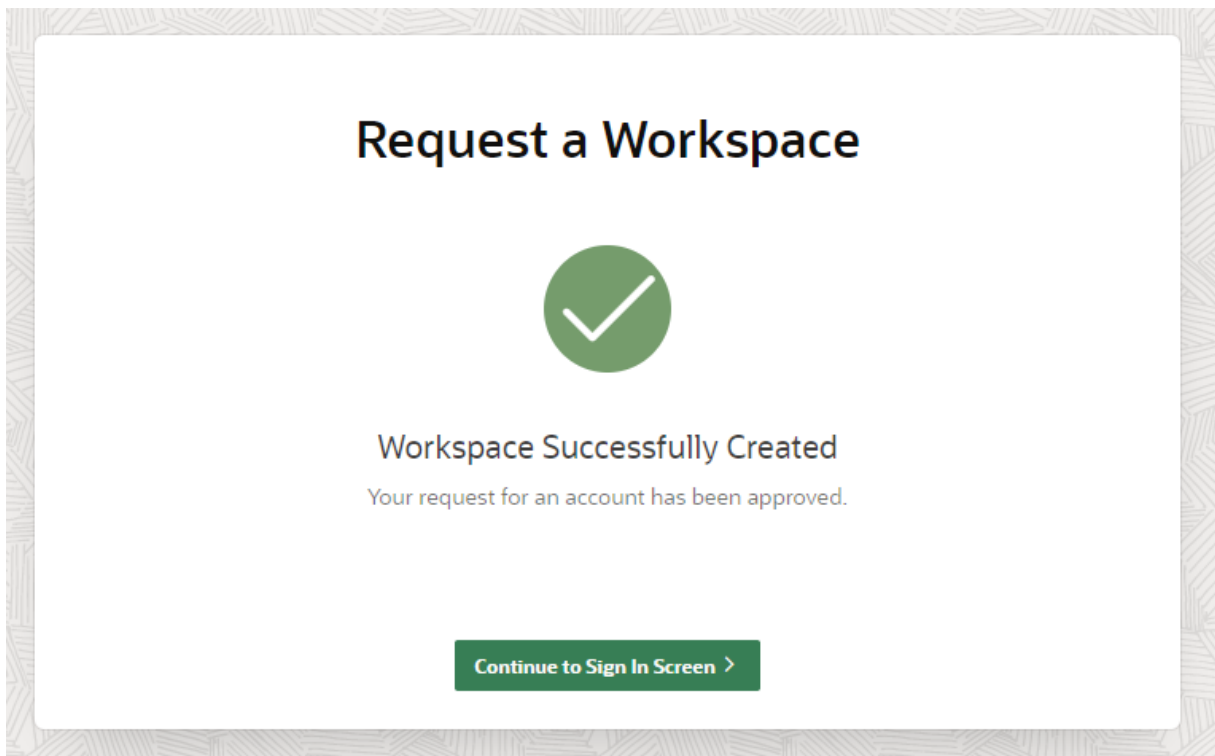 Request a Workspace
Workspace Successfully Created
Your request for an account has been approved.
Continue to Sign In Screen